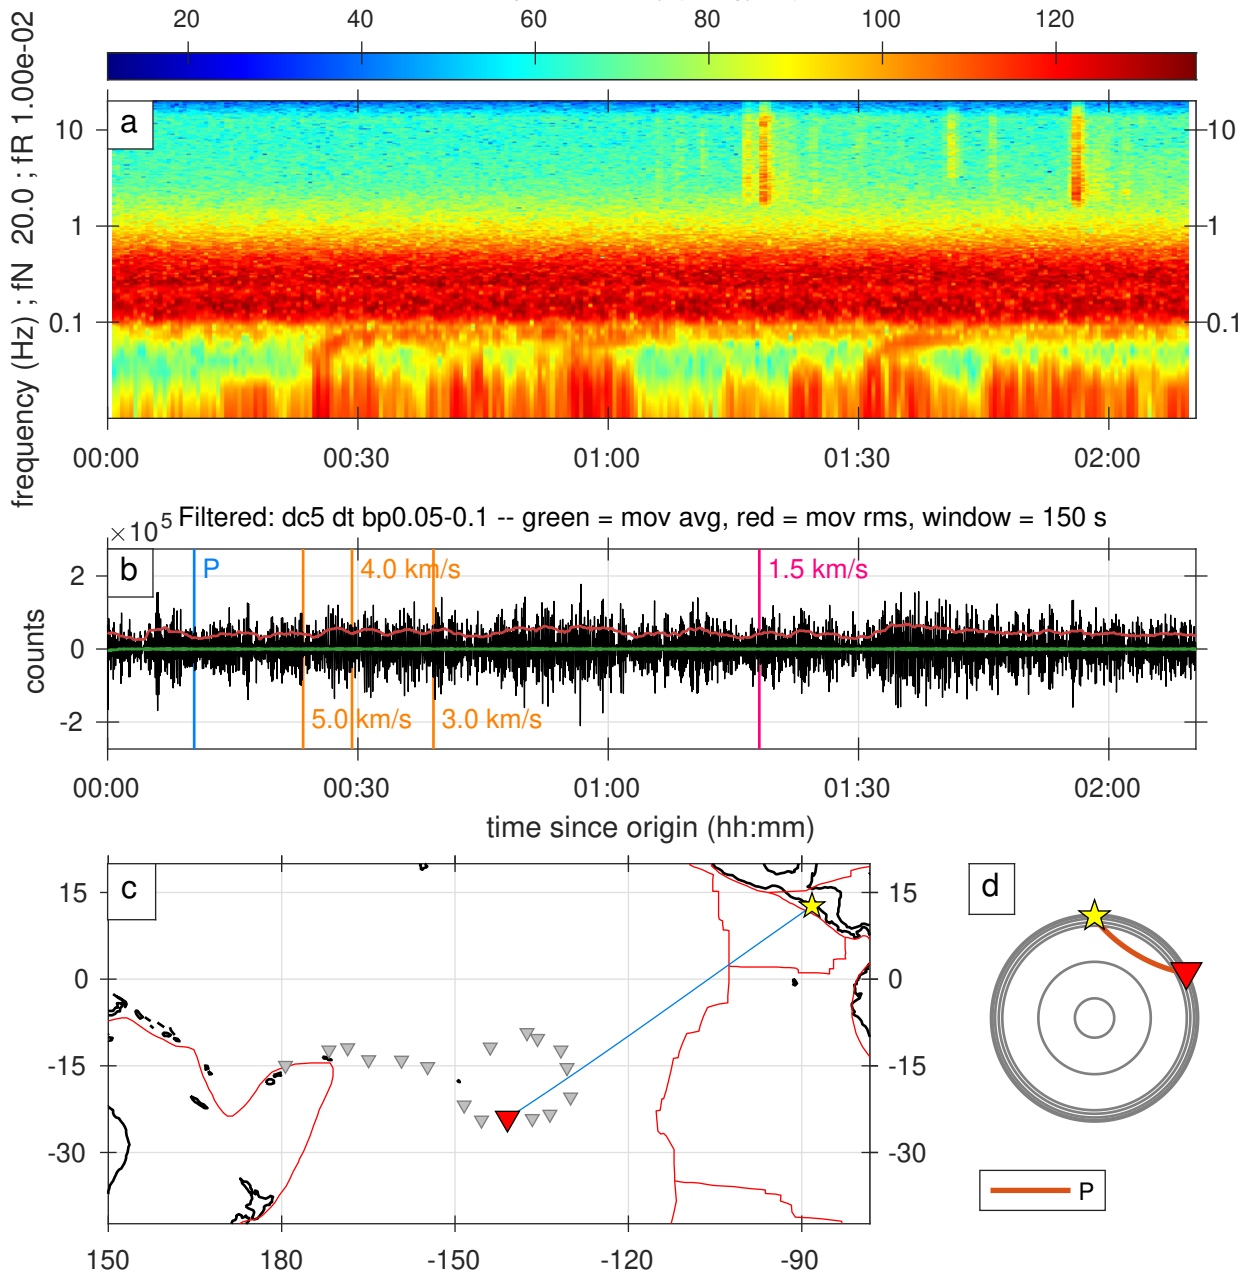 20 40 60 80 100 120
frequency (Hz) ; fN 20.0 ; fR 1.00e-02
a
10 10
1 1
0.1 0.1
00:00 00:30 01:00 01:30 02:00
×10 5 Filtered: dc5 dt bp0.05-0.1 -- green = mov avg, red = mov rms, window = 150 s
b
P 4.0 km/s 1.5 km/s
5.0 km/s 3.0 km/s
counts
2
0
-2
00:00 00:30 01:00 01:30 02:00
time since origin (hh:mm)
c
d
15 15
0 0
-15 -15
-30 -30
150 180 -150 -120 -90
P